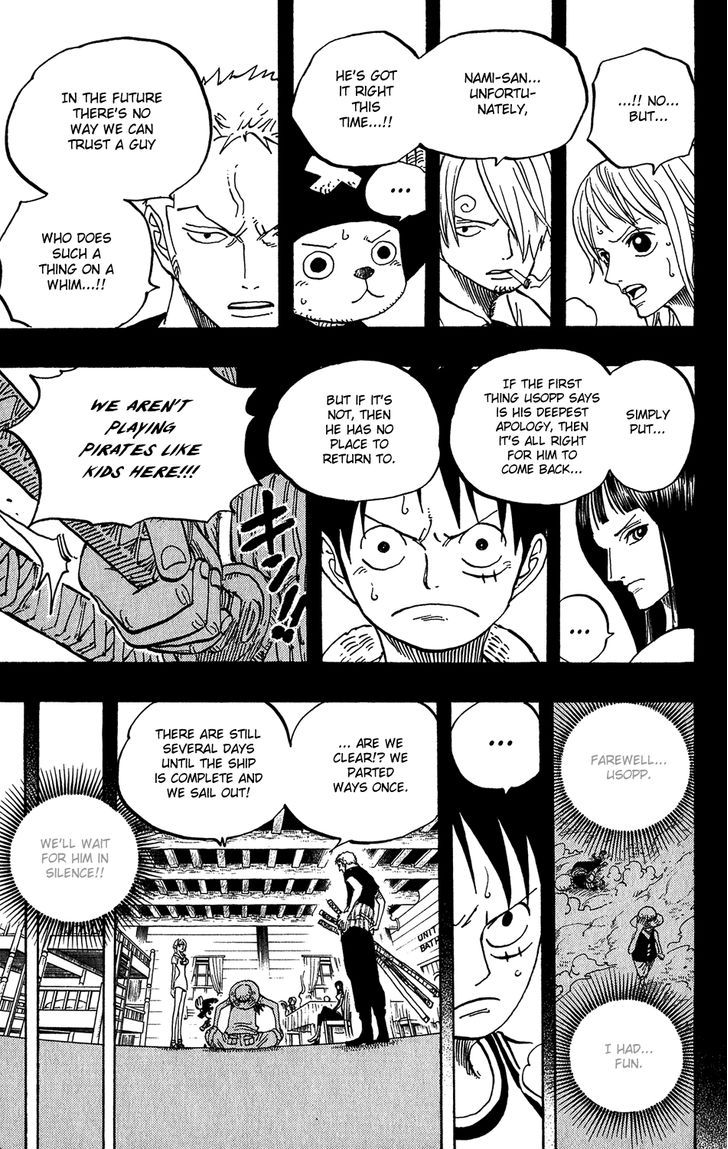 ...!! NO...
BUT...
NAMI-SAN...
UNFORTU-
NATELY,
HE'S GOT
IT RIGHT
THIS
TIME...!!
...
IN THE FUTURE
THERE'S NO
WAY WE CAN
TRUST A GUY
WHO DOES
SUCH A
THING ON A
WHIM...!!
SIMPLY
PUT...
IF THE FIRST
THING USOPP SAYS
IS HIS DEEPEST
APOLOGY, THEN
IT'S ALL RIGHT
FOR HIM TO
COME BACK...
...
BUT IF IT'S
NOT, THEN
HE HAS NO
PLACE TO
RETURN TO.
WE AREN'T
PLAYING
PIRATES LIKE
KIDS HERE!!!
キン!!
FAREWELL...
USOPP.
I HAD...
FUN.
...
... ARE WE
CLEAR!? WE
PARTED
WAYS ONCE.
THERE ARE STILL
SEVERAL DAYS
UNTIL THE SHIP
IS COMPLETE AND
WE SAIL OUT!
UNIT
BATH
WE'LL WAIT
FOR HIM IN
SILENCE!!